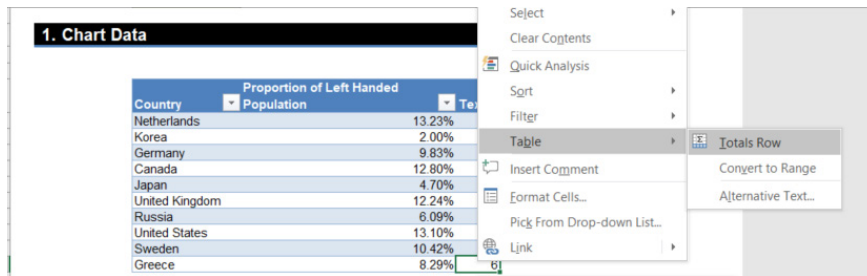 1. Chart Data
Country
Proportion of Left Handed Population
Netherlands 13.23%
Korea 2.00%
Germany 9.83%
Canada 12.80%
Japan 4.70%
United Kingdom 12.24%
Russia 6.09%
United States 13.10%
Sweden 10.42%
Greece 8.29% 6
Select
Clear Contents
Quick Analysis
Sort
Filter
Table
Insert Comment
Format Cells...
Pick From Drop-down List...
Link
Totals Row
Convert to Range
Alternative Text...